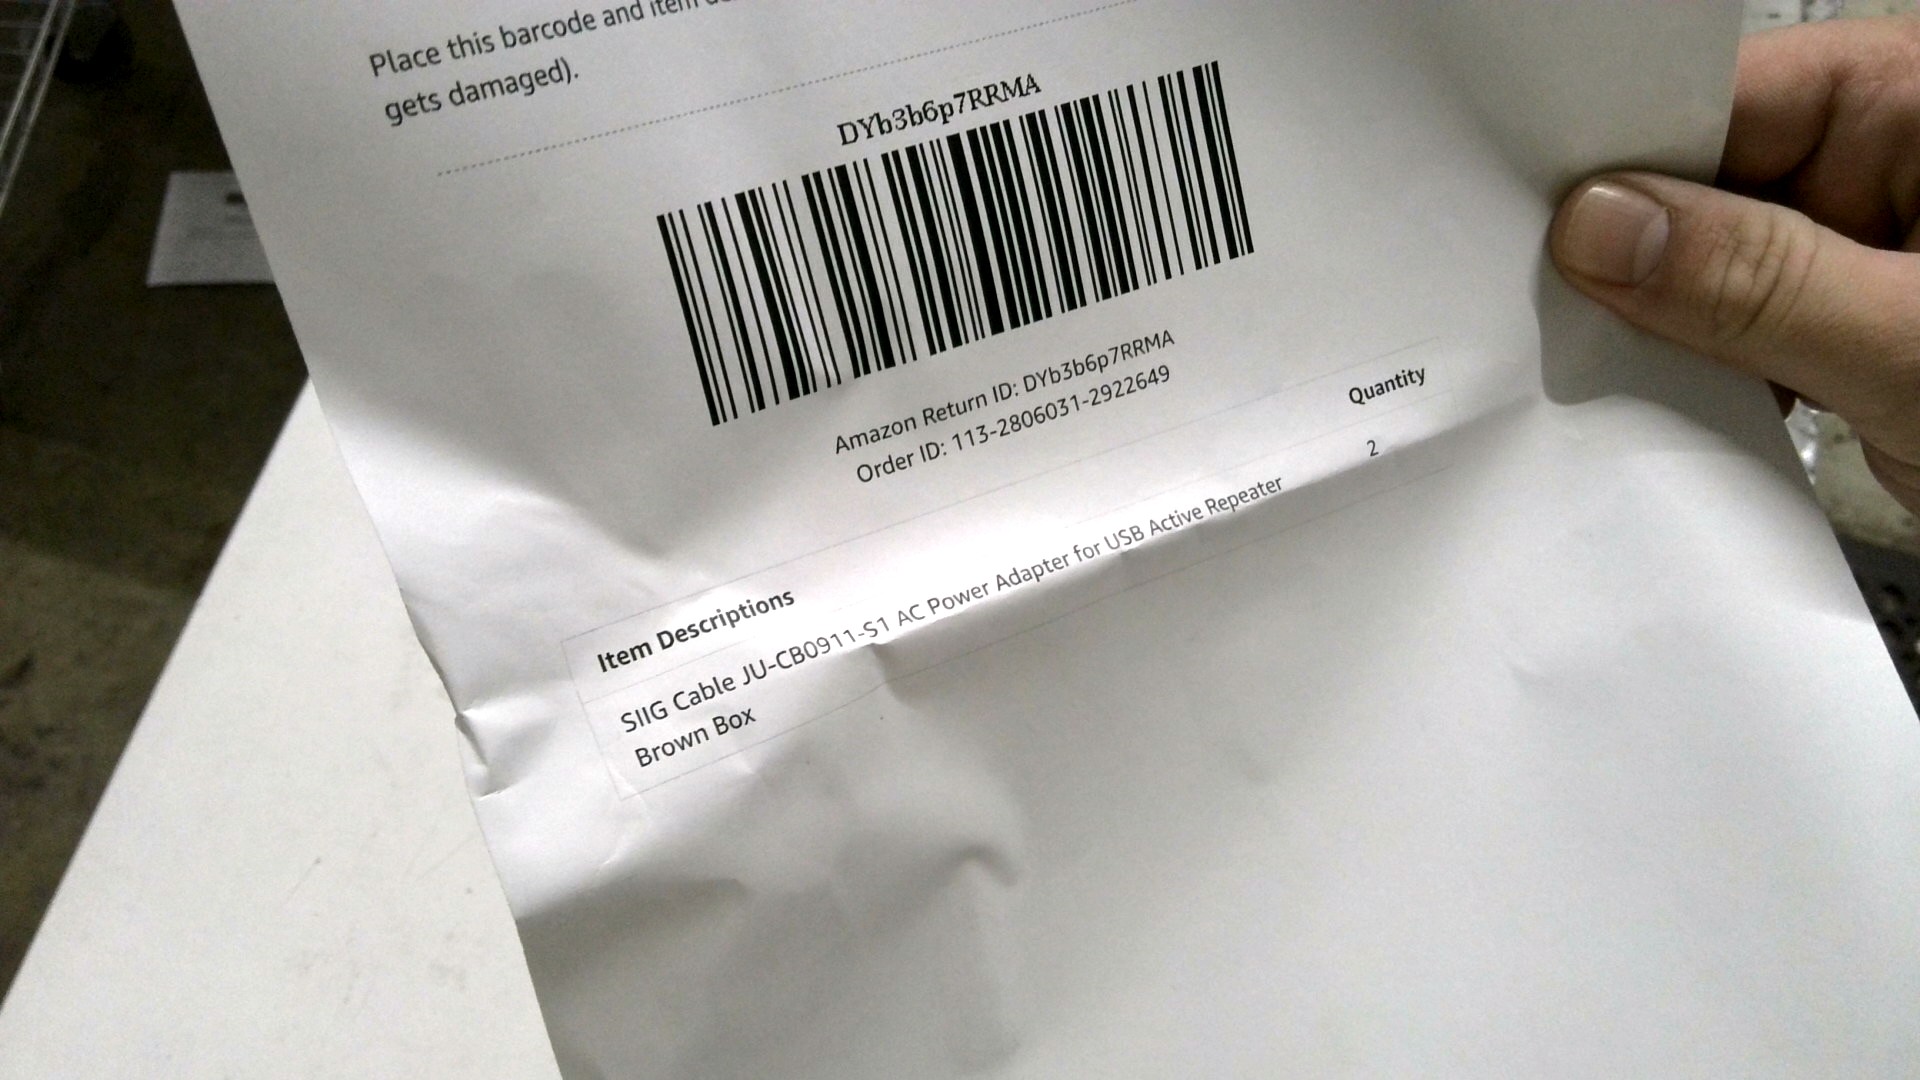 Place this barcode and item
gets damaged).
DYb3b6p7RRMA
Amazon Return ID: DYb3b6p7RRMA
Order ID: 113-2806031-2922649
Item Descriptions Quantity
SIIG Cable JU-CB0911-S1 AC Power Adapter for USB Active Repeater 2
Brown Box